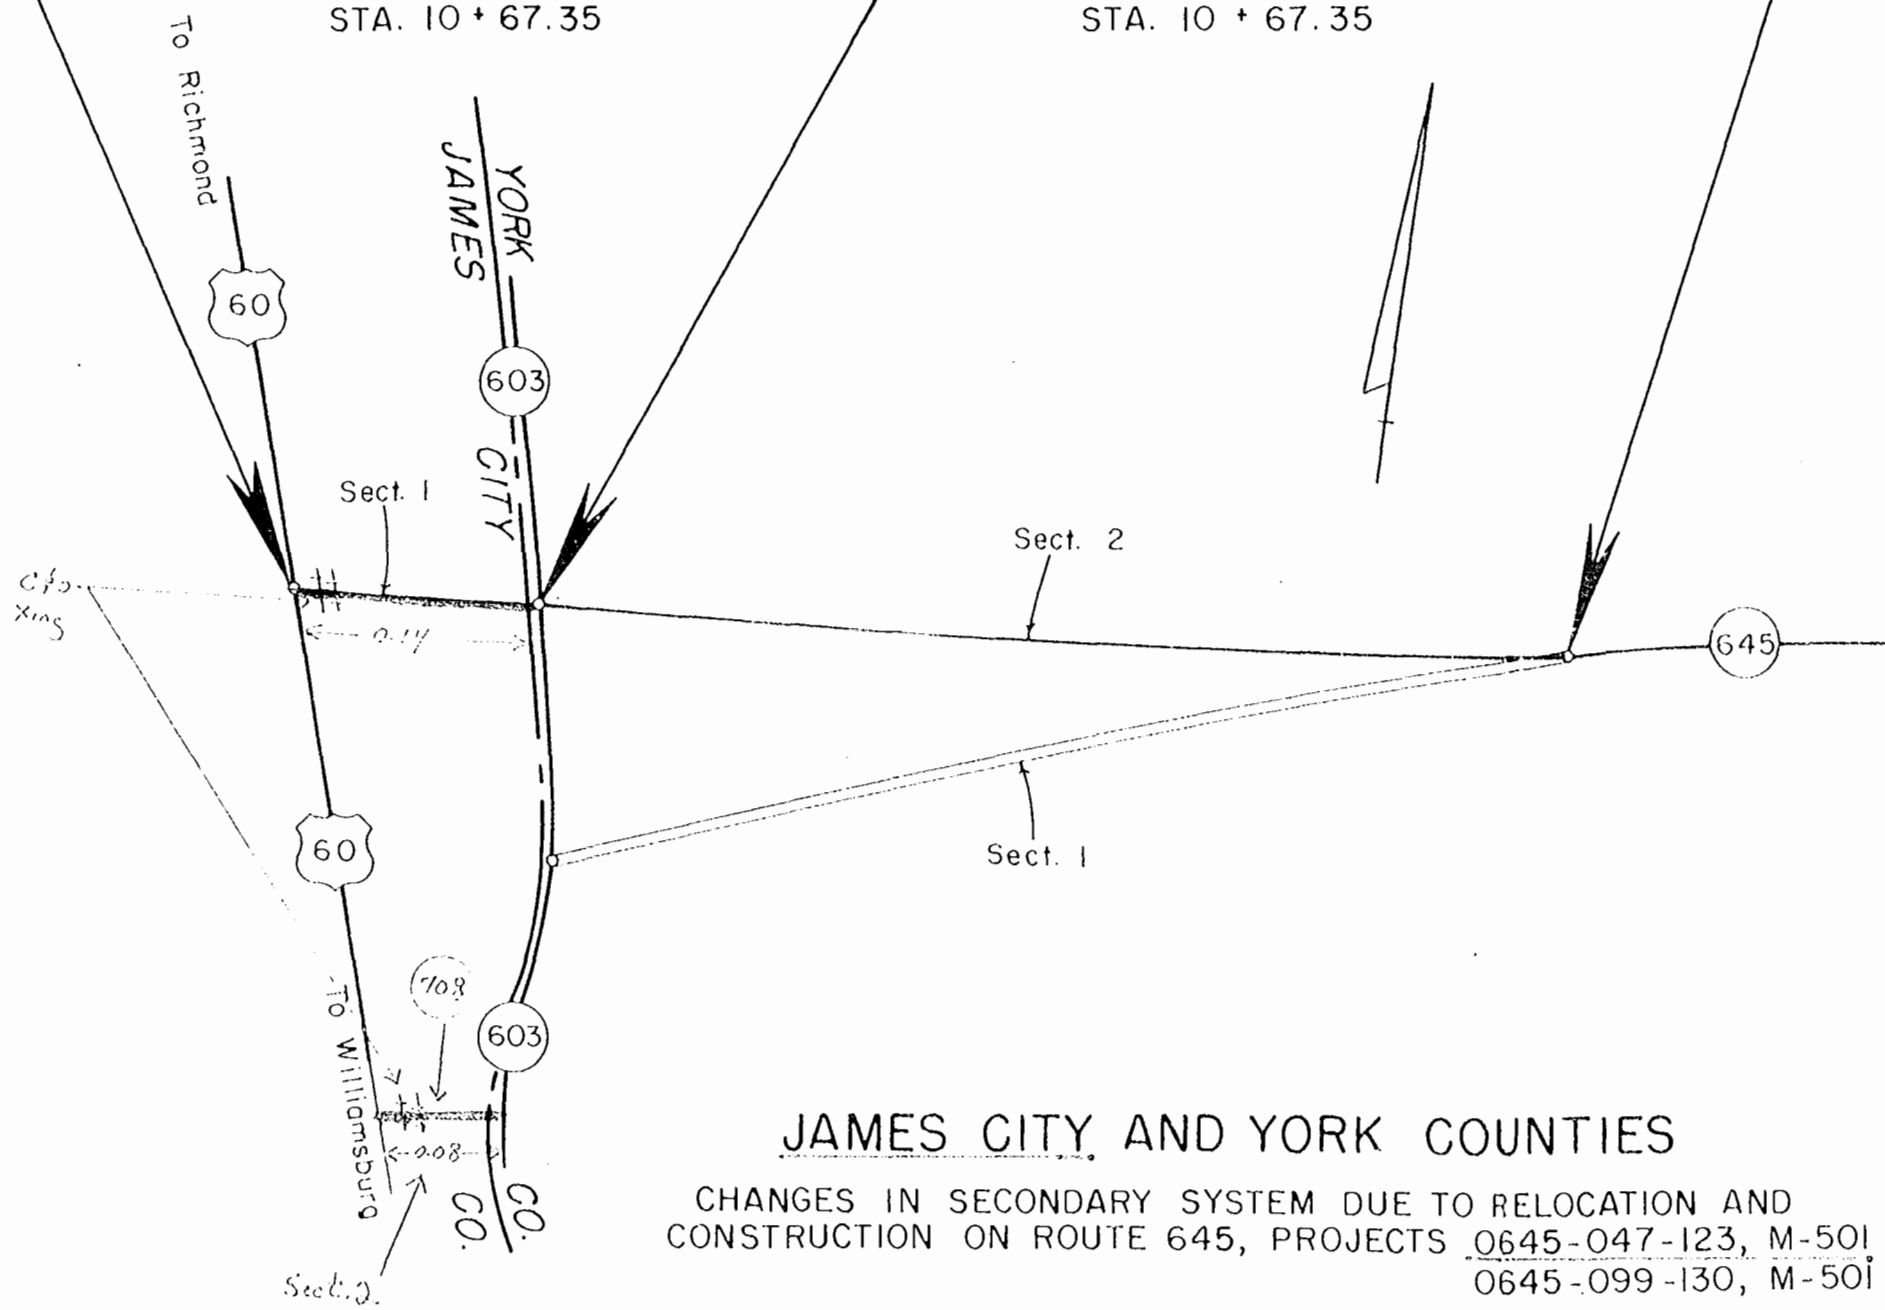 STA. 10 + 67.35
STA. 10 + 67.35
To Richmond
YORK
JAMES
60
603
CITY
Sect. 1
Sect. 2
Xing
0.14
645
60
Sect. 1
708
To Williamsburg
603
0.08
CO.
CO.
Sect. 2.
JAMES CITY AND YORK COUNTIES
CHANGES IN SECONDARY SYSTEM DUE TO RELOCATION AND
CONSTRUCTION ON ROUTE 645, PROJECTS 0645-047-123, M-501
0645-099-130, M-501